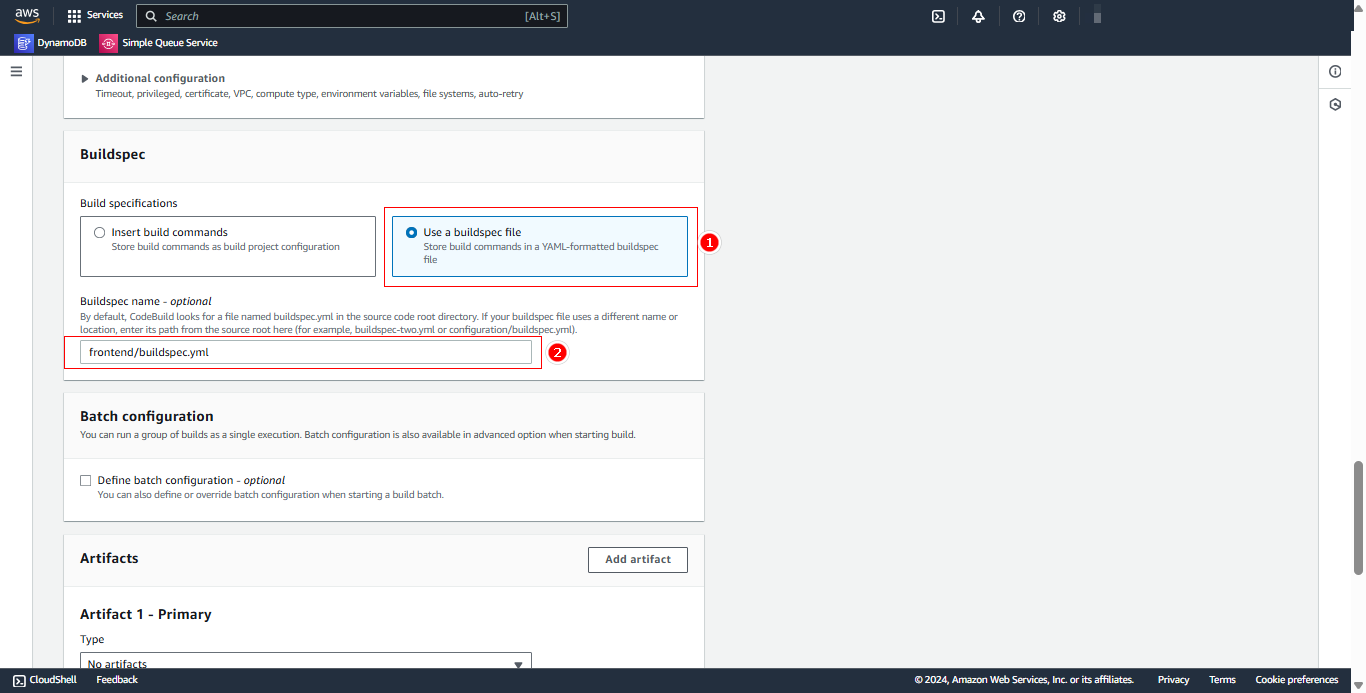 aws
Services
Search
[Alt+S]
DynamoDB
Simple Queue Service
Additional configuration
Timeout, privileged, certificate, VPC, compute type, environment variables, file systems, auto-retry
Buildspec
Build specifications
Insert build commands
Store build commands as build project configuration
Use a buildspec file
Store build commands in a YAML-formatted buildspec
file
1
Buildspec name - optional
By default, CodeBuild looks for a file named buildspec.yml in the source code root directory. If your buildspec file uses a different name or
location, enter its path from the source root here (for example, buildspec-two.yml or configuration/buildspec.yml).
frontend/buildspec.yml
2
Batch configuration
You can run a group of builds as a single execution. Batch configuration is also available in advanced option when starting build.
Define batch configuration - optional
You can also define or override batch configuration when starting a build batch.
Artifacts
Add artifact
Artifact 1 - Primary
Type
No artifacts
CloudShell
Feedback
© 2024, Amazon Web Services, Inc. or its affiliates.
Privacy
Terms
Cookie preferences